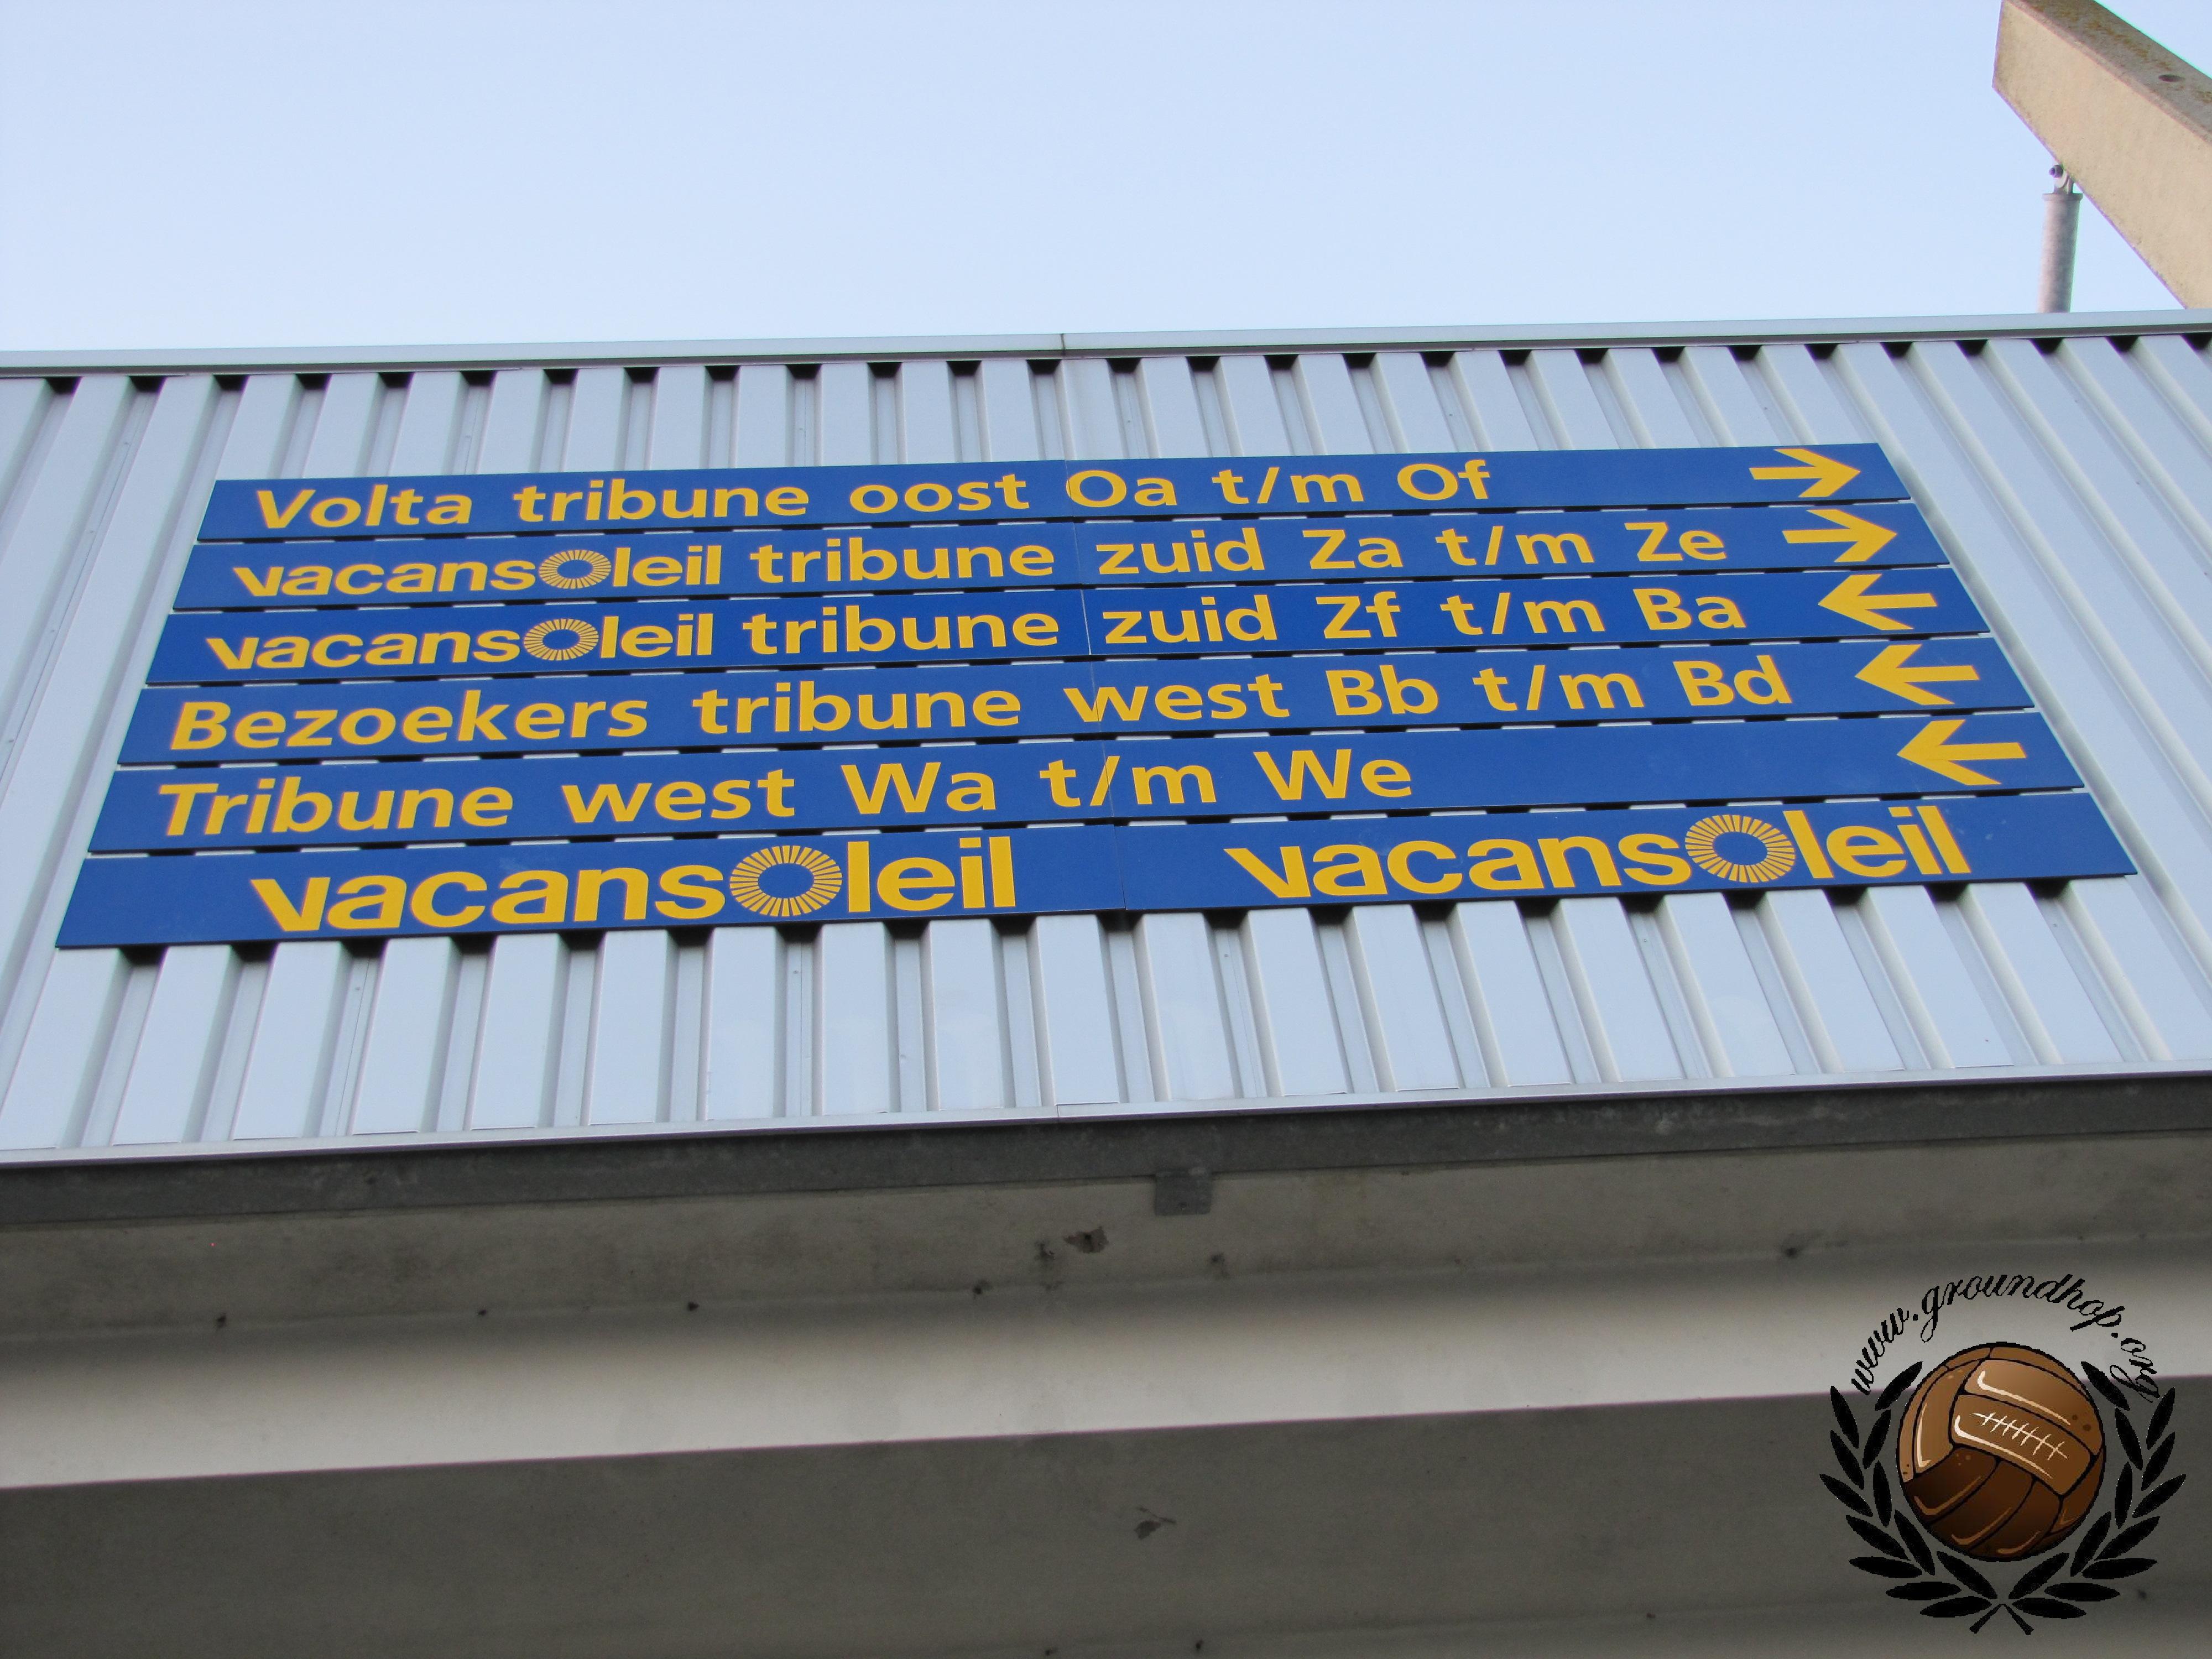 Volta tribune oost Oa t/m Of →
vacansoleil tribune zuid Za t/m Ze →
vacansoleil tribune zuid Zf t/m Ba ←
Bezoekers tribune west Bb t/m Bd ←
Tribune west Wa t/m We ←
vacansoleil vacansoleil
www.groundhop.org